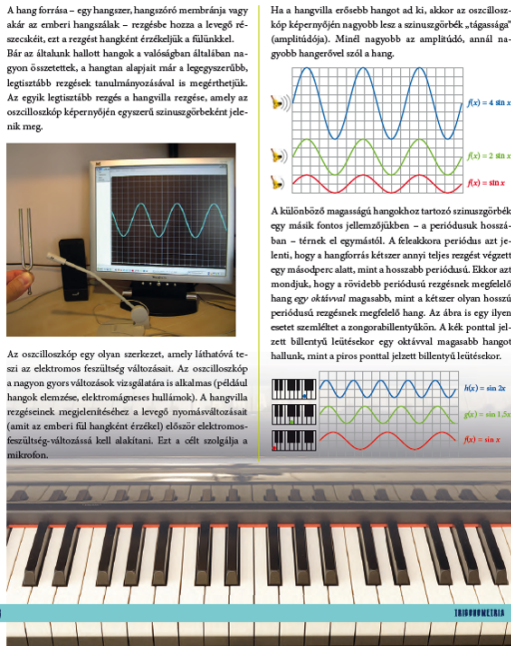 A hang forrása – egy hangszer, hangszóró membránja vagy
akár az emberi hangszálak – rezgésbe hozza a levegő ré-
szecskéit, ezt a rezgést hangként érzékeljük a fülünkkel.
Bár az általunk hallott hangok a valóságban általában na-
gyon összetettek, a hangtan alapjait már a legegyszerűbb,
legtisztább rezgések tanulmányozásával is megérthetjük.
Az egyik legtisztább rezgés a hangvilla rezgése, amely az
oszcilloszkóp képernyőjén egyszerű szinuszgörbeként jele-
nik meg.
Az oszcilloszkóp egy olyan szerkezet, amely láthatóvá te-
szi az elektromos feszültség változásait. Az oszcilloszkóp
a nagyon gyors változások vizsgálatára is alkalmas (például
hangok elemzése, elektromágneses hullámok). A hangvilla
rezgéseinek megjelenítéséhez a levegő nyomásváltozásait
(amit az emberi fül hangként érzékel) először elektromos-
feszültség-változássá kell alakítani. Ezt a célt szolgálja a
mikrofon.
Ha a hangvilla erősebb hangot ad ki, akkor az oszcillosz-
kóp képernyőjén nagyobb lesz a szinuszgörbék „tágassága”
(amplitúdója). Minél nagyobb az amplitúdó, annál na-
gyobb hangerővel szól a hang.
f(x) = 4 sin x
f(x) = 2 sin x
f(x) = sin x
A különböző magasságú hangokhoz tartozó szinuszgörbék
egy másik fontos jellemzőjükben – a periódusuk hosszá-
ban – térnek el egymástól. A feleakkora periódus azt je-
lenti, hogy a hangforrás kétszer annyi teljes rezgést végzett
egy másodperc alatt, mint a hosszabb periódusú. Ekkor azt
mondjuk, hogy a rövidebb periódusú rezgésnek megfelelő
hang egy oktávval magasabb, mint a kétszer olyan hosszú
periódusú rezgésnek megfelelő hang. Az ábra is egy ilyen
esetet szemléltet a zongorabillentyűkön. A kék ponttal jel-
zett billentyű leütésekor egy oktávval magasabb hangot
hallunk, mint a piros ponttal jelzett billentyű leütésekor.
h(x) = sin 2x
g(x) = sin 1,5x
f(x) = sin x
TRIGONOMETRIA